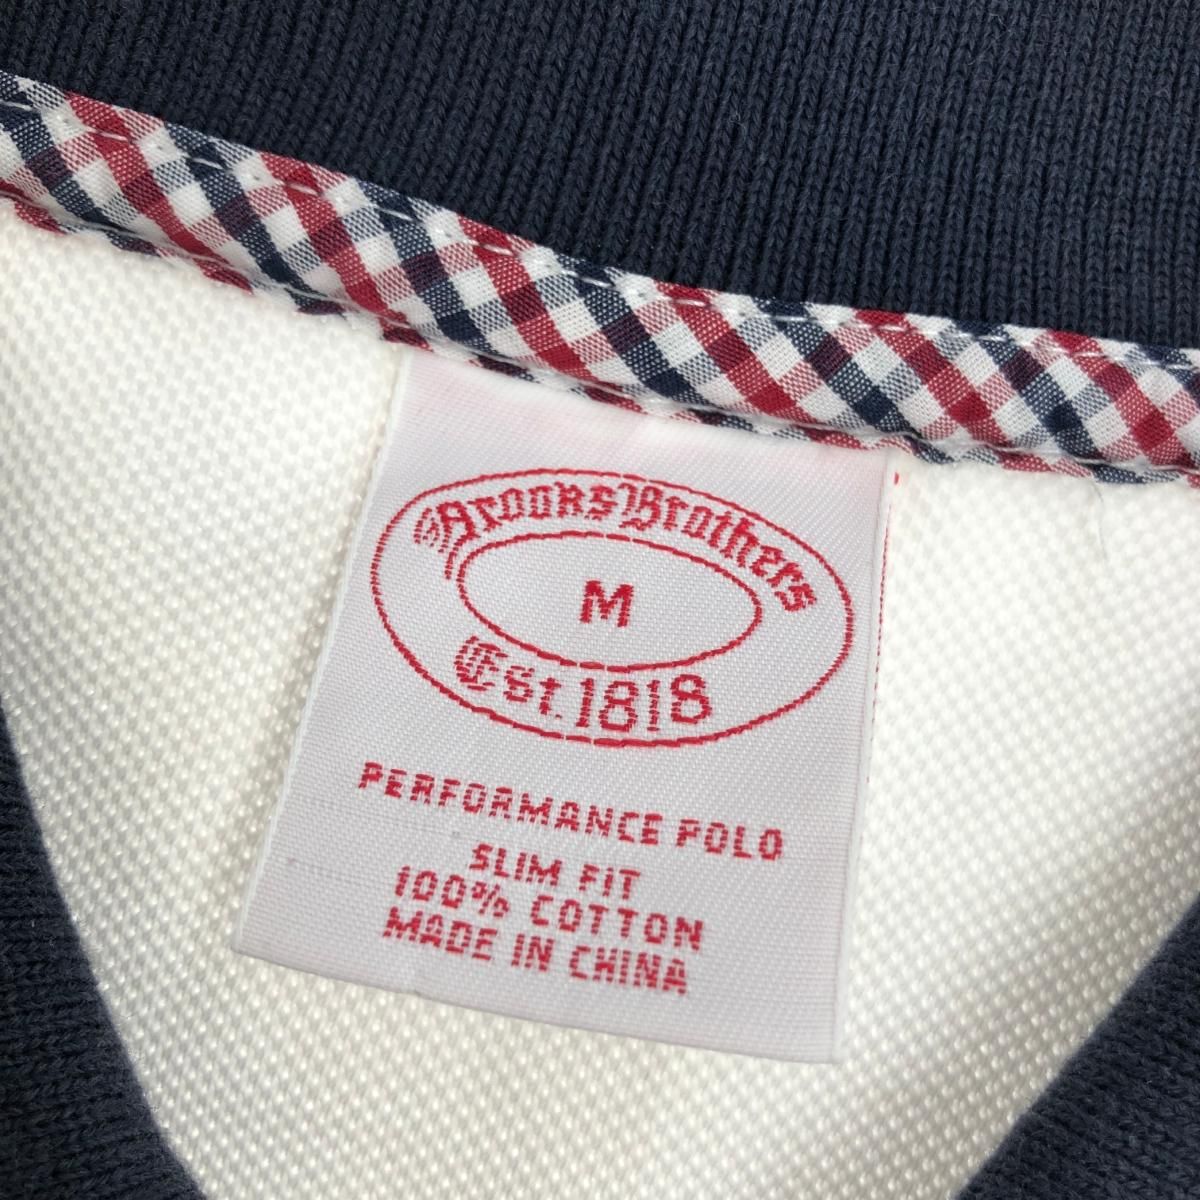 Brooks Brothers
M
Est. 1818
PERFORMANCE POLO
SLIM FIT
100% COTTON
MADE IN CHINA